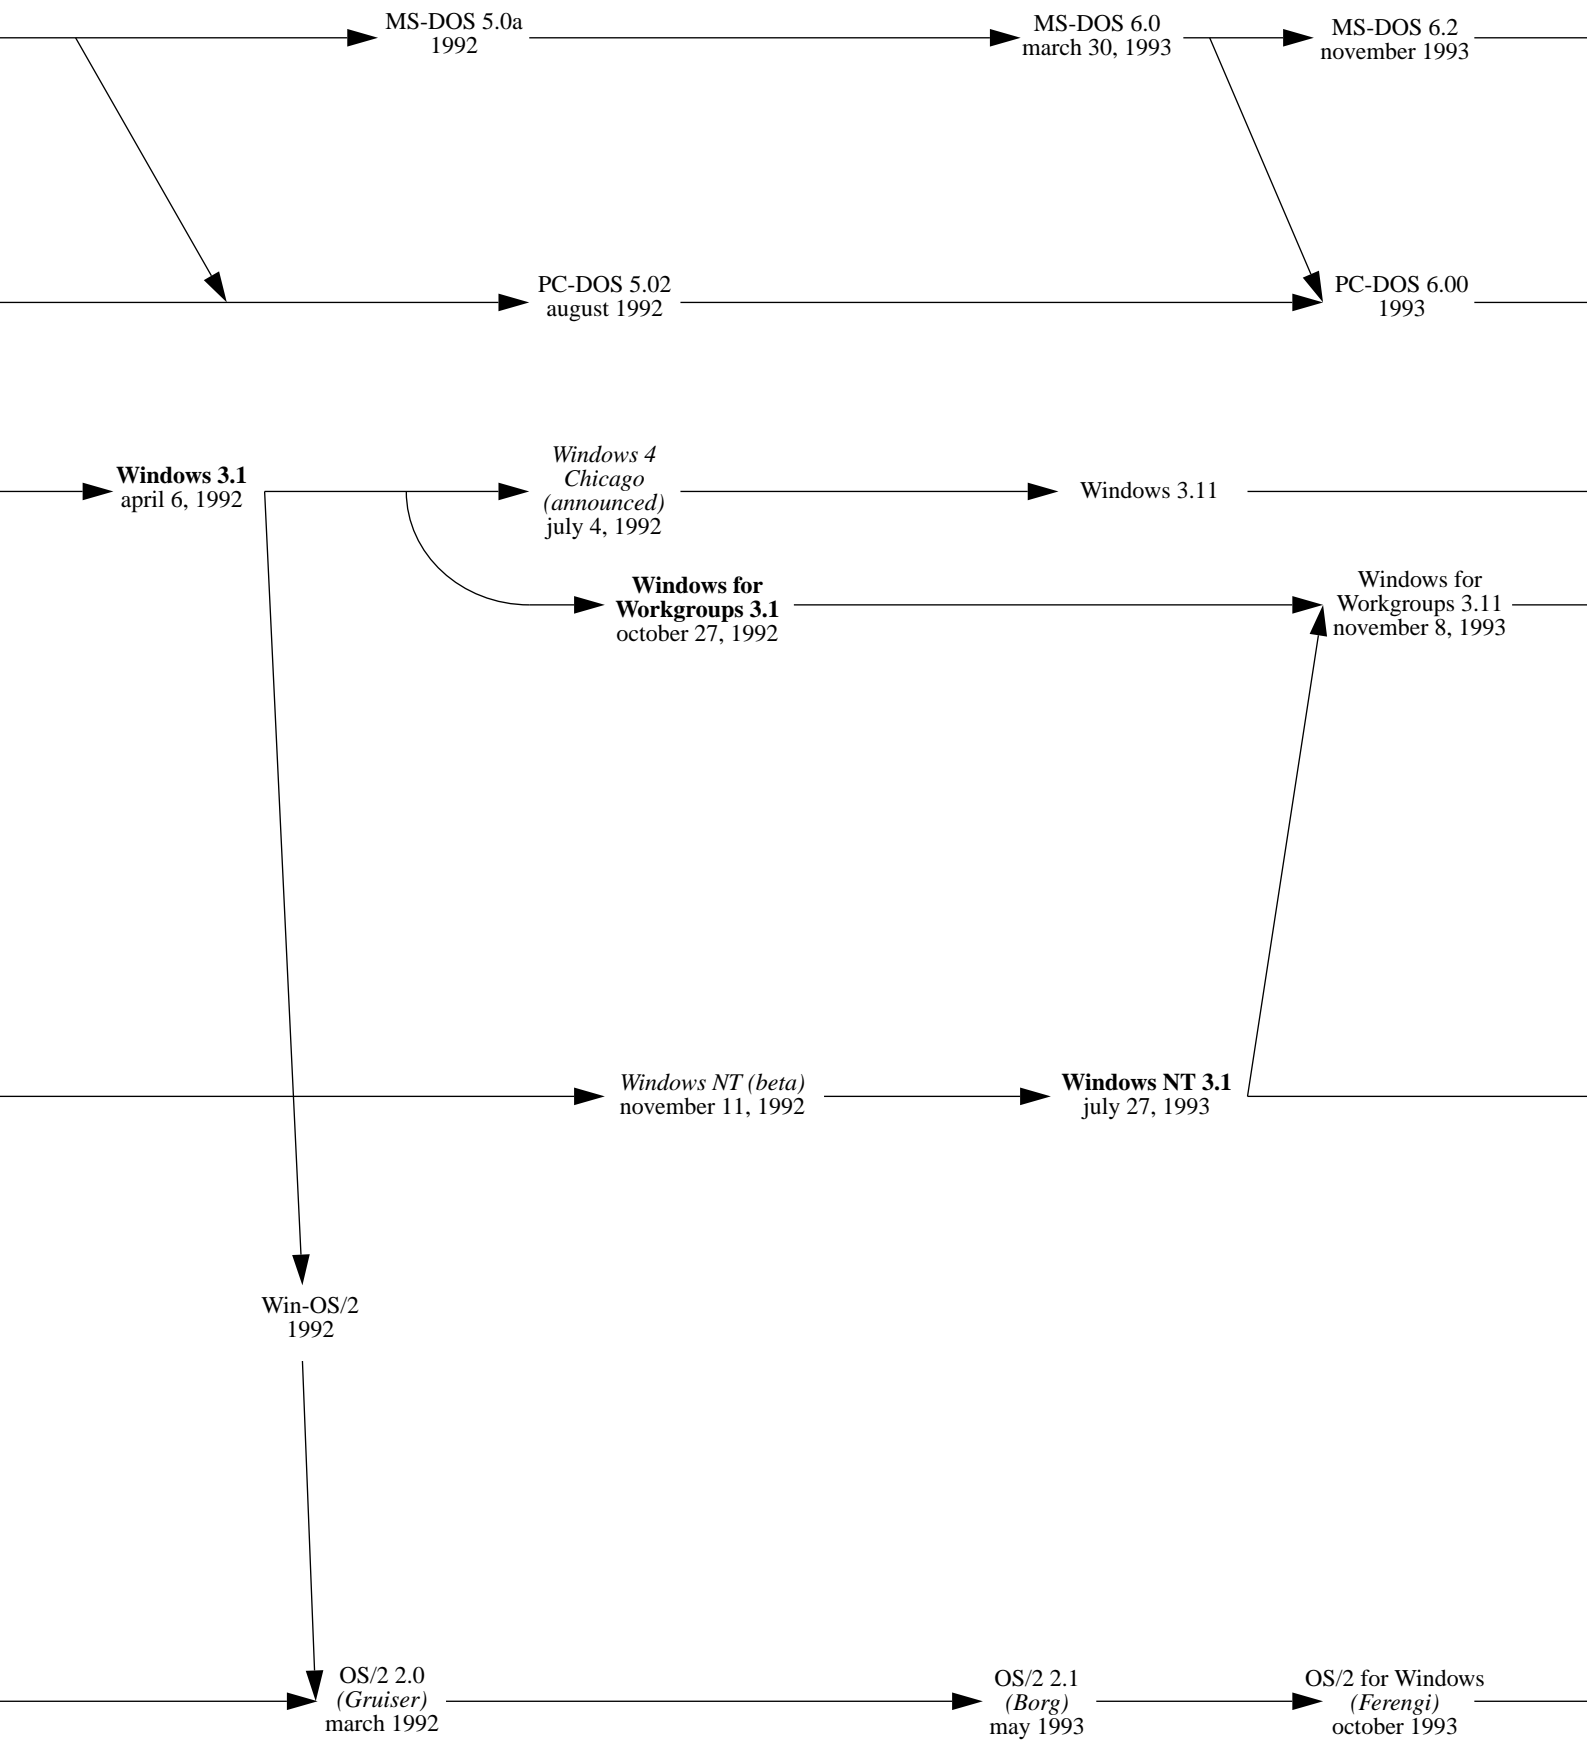 MS-DOS 5.0a
1992
MS-DOS 6.0
march 30, 1993
MS-DOS 6.2
november 1993
PC-DOS 5.02
august 1992
PC-DOS 6.00
1993
Windows 3.1
april 6, 1992
Windows 4
Chicago
(announced)
july 4, 1992
Windows 3.11
Windows for
Workgroups 3.1
october 27, 1992
Windows for
Workgroups 3.11
november 8, 1993
Windows NT (beta)
november 11, 1992
Windows NT 3.1
july 27, 1993
Win-OS/2
1992
OS/2 2.0
(Gruiser)
march 1992
OS/2 2.1
(Borg)
may 1993
OS/2 for Windows
(Ferengi)
october 1993